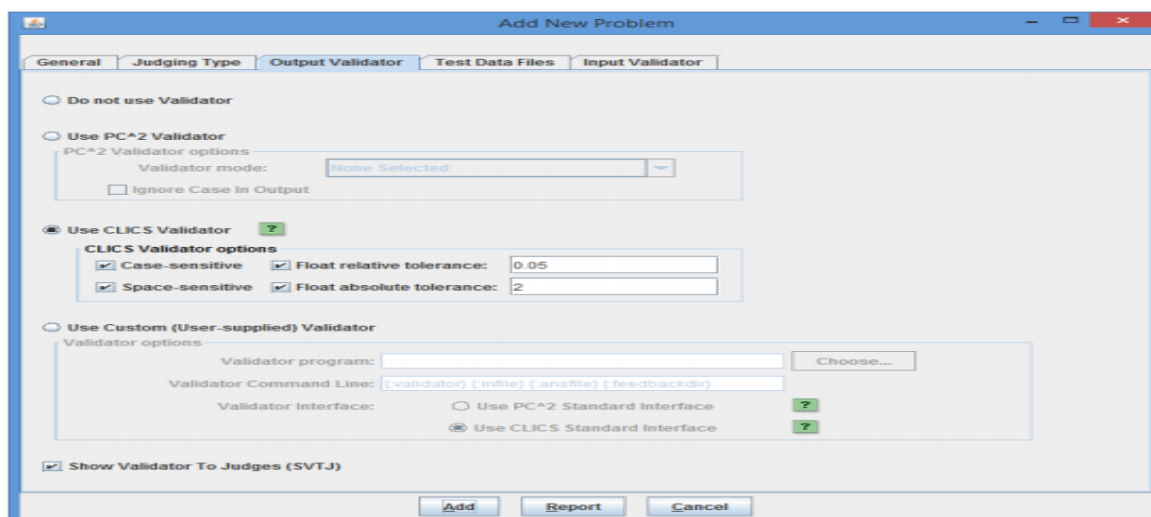 Add New Problem
General Judging Type Output Validator Test Data Files Input Validator
Do not use Validator
Use PC^2 Validator
PC^2 Validator options
Validator mode: None Selected
Ignore Case In Output
Use CLICS Validator ?
CLICS Validator options
Case-sensitive Float relative tolerance: 0.05
Space-sensitive Float absolute tolerance: 2
Use Custom (User-supplied) Validator
Validator options
Validator program: Choose...
Validator Command Line: {:validator} {:infile} {:ansfile} {:feedbackdir}
Validator Interface: Use PC^2 Standard Interface ?
Use CLICS Standard Interface ?
Show Validator To Judges (SVTJ)
Add Report Cancel